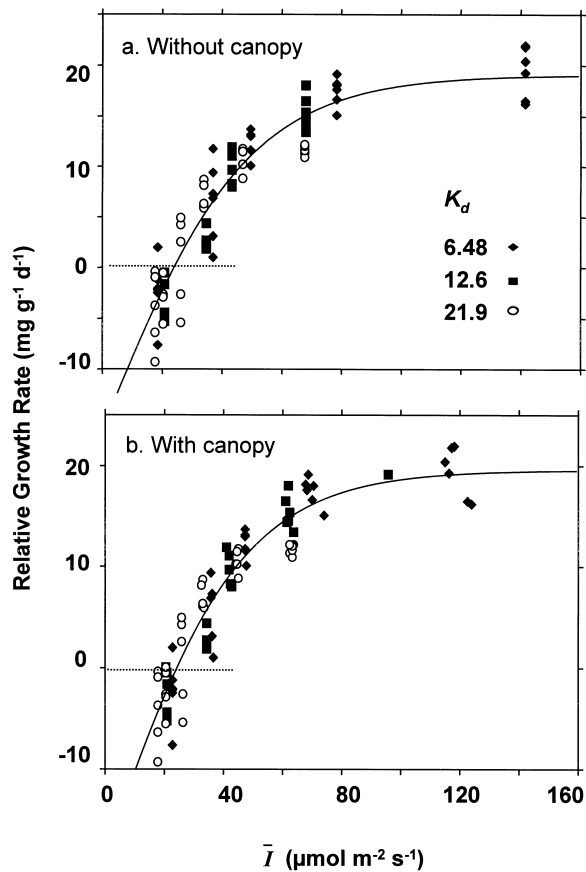 a. Without canopy
20
10
0
-10
K_d
6.48
12.6
21.9
Relative Growth Rate (mg g⁻¹ d⁻¹)
b. With canopy
20
10
0
-10
0 40 80 120 160
Ī (µmol m⁻² s⁻¹)